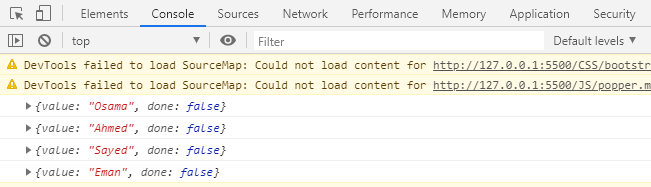 Elements Console Sources Network Performance Memory Application Security
top Filter Default levels
DevTools failed to load SourceMap: Could not load content for http://127.0.0.1:5500/CSS/bootstr
DevTools failed to load SourceMap: Could not load content for http://127.0.0.1:5500/JS/popper.m
{value: "Osama", done: false}
{value: "Ahmed", done: false}
{value: "Sayed", done: false}
{value: "Eman", done: false}